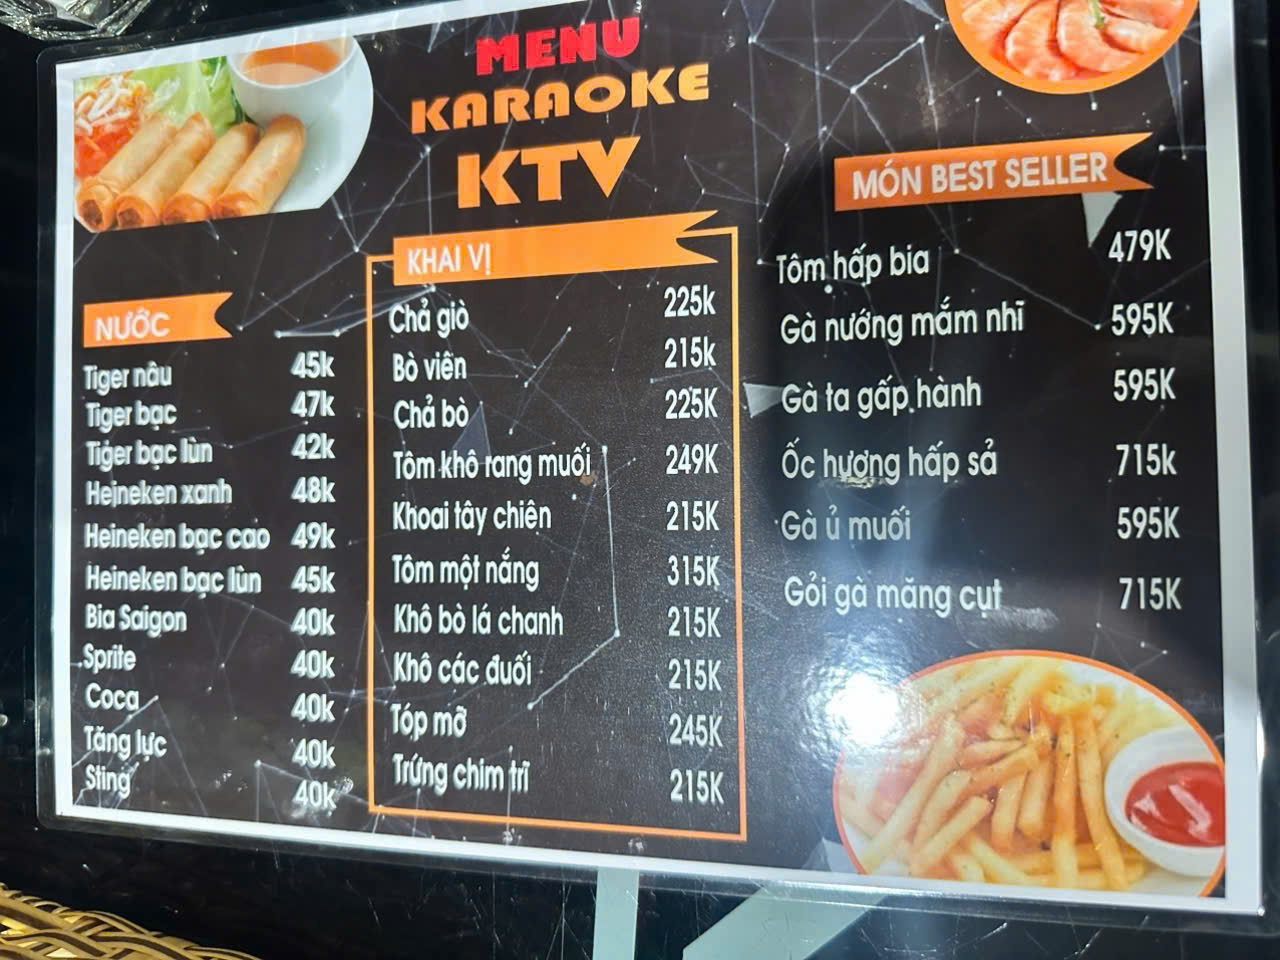 MENU
KARAOKE
KTV
NƯỚC
Tiger nâu 45k
Tiger bạc 47k
Tiger bạc lùn 42k
Heineken xanh 48k
Heineken bạc cao 49k
Heineken bạc lùn 45k
Bia Saigon 40k
Sprite 40k
Coca 40k
Tăng lực 40k
Sting 40k
KHAI VỊ
Chả giò 225k
Bò viên 215k
Chả bò 225K
Tôm khô rang muối 249K
Khoai tây chiên 215K
Tôm một nắng 315K
Khô bò lá chanh 215K
Khô các đuối 215K
Tóp mỡ 245K
Trứng chim trĩ 215K
MÓN BEST SELLER
Tôm hấp bia 479K
Gà nướng mắm nhĩ 595K
Gà ta gấp hành 595K
Ốc hương hấp sả 715k
Gà ủ muối 595K
Gỏi gà măng cụt 715K